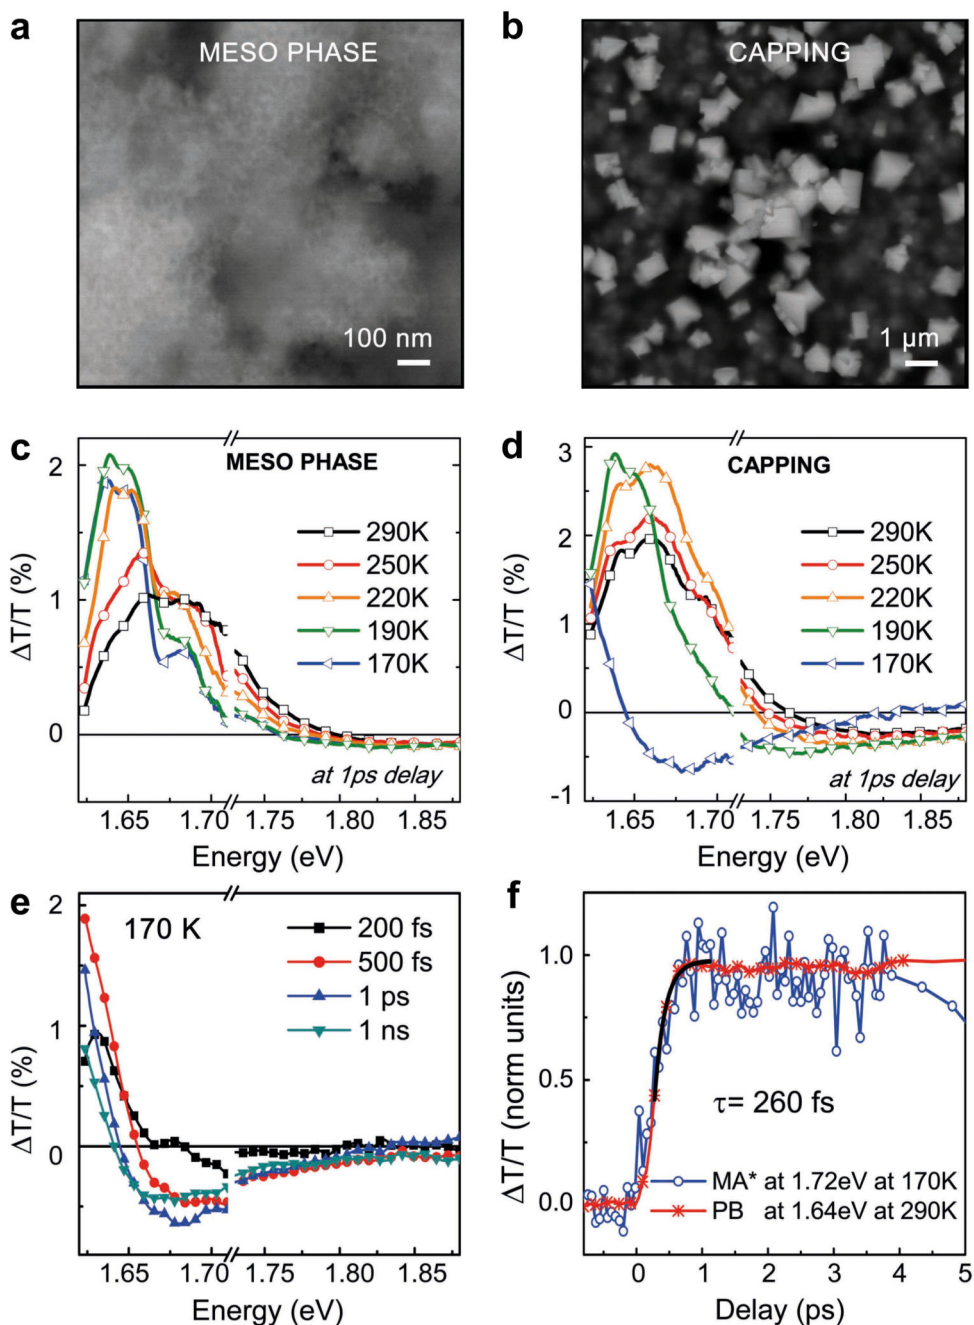 a
MESO PHASE
100 nm
b
CAPPING
1 µm
c
MESO PHASE
2
1
0
ΔT/T (%)
290K
250K
220K
190K
170K
at 1ps delay
1.65 1.70 1.75 1.80 1.85
Energy (eV)
d
CAPPING
3
2
1
0
-1
ΔT/T (%)
290K
250K
220K
190K
170K
at 1ps delay
1.65 1.70 1.75 1.80 1.85
Energy (eV)
e
170 K
2
1
0
ΔT/T (%)
200 fs
500 fs
1 ps
1 ns
1.65 1.70 1.75 1.80 1.85
Energy (eV)
f
1.0
0.5
0.0
ΔT/T (norm units)
τ= 260 fs
MA* at 1.72eV at 170K
PB at 1.64eV at 290K
0 1 2 3 4 5
Delay (ps)